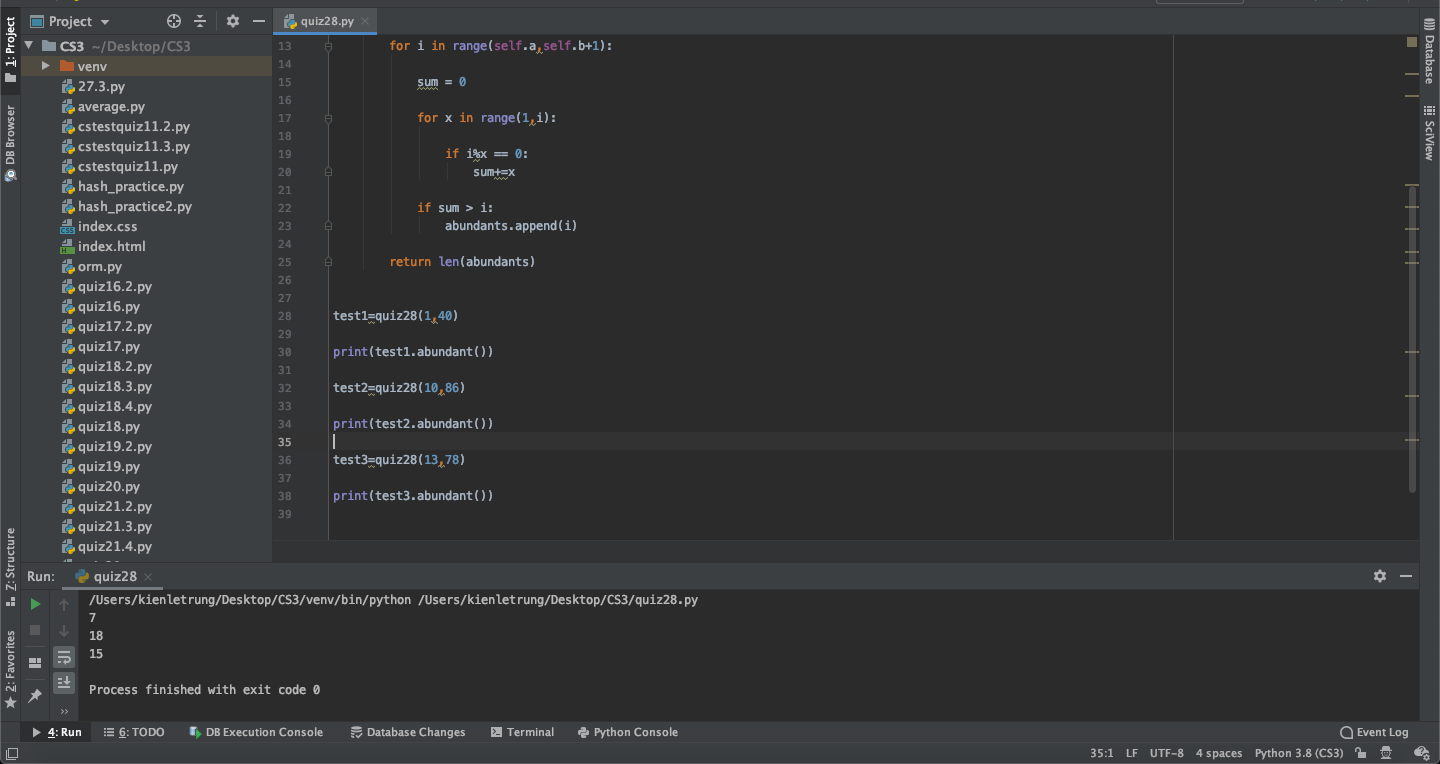 Project
quiz28.py
1: Project
DB Browser
Z: Structure
2: Favorites
CS3 ~/Desktop/CS3
venv
27.3.py
average.py
cstestquiz11.2.py
cstestquiz11.3.py
cstestquiz11.py
hash_practice.py
hash_practice2.py
index.css
index.html
orm.py
quiz16.2.py
quiz16.py
quiz17.2.py
quiz17.py
quiz18.2.py
quiz18.3.py
quiz18.4.py
quiz18.py
quiz19.2.py
quiz19.py
quiz20.py
quiz21.2.py
quiz21.3.py
quiz21.4.py
13 for i in range(self.a,self.b+1):
14
15 sum = 0
16
17 for x in range(1,i):
18
19 if i%x == 0:
20 sum+=x
21
22 if sum > i:
23 abundants.append(i)
24
25 return len(abundants)
26
27
28 test1=quiz28(1,40)
29
30 print(test1.abundant())
31
32 test2=quiz28(10,86)
33
34 print(test2.abundant())
35
36 test3=quiz28(13,78)
37
38 print(test3.abundant())
39
Database
SciView
Run: quiz28
/Users/kienletrung/Desktop/CS3/venv/bin/python /Users/kienletrung/Desktop/CS3/quiz28.py
7
18
15
Process finished with exit code 0
4: Run 6: TODO DB Execution Console Database Changes Terminal Python Console Event Log
35:1 LF UTF-8 4 spaces Python 3.8 (CS3)